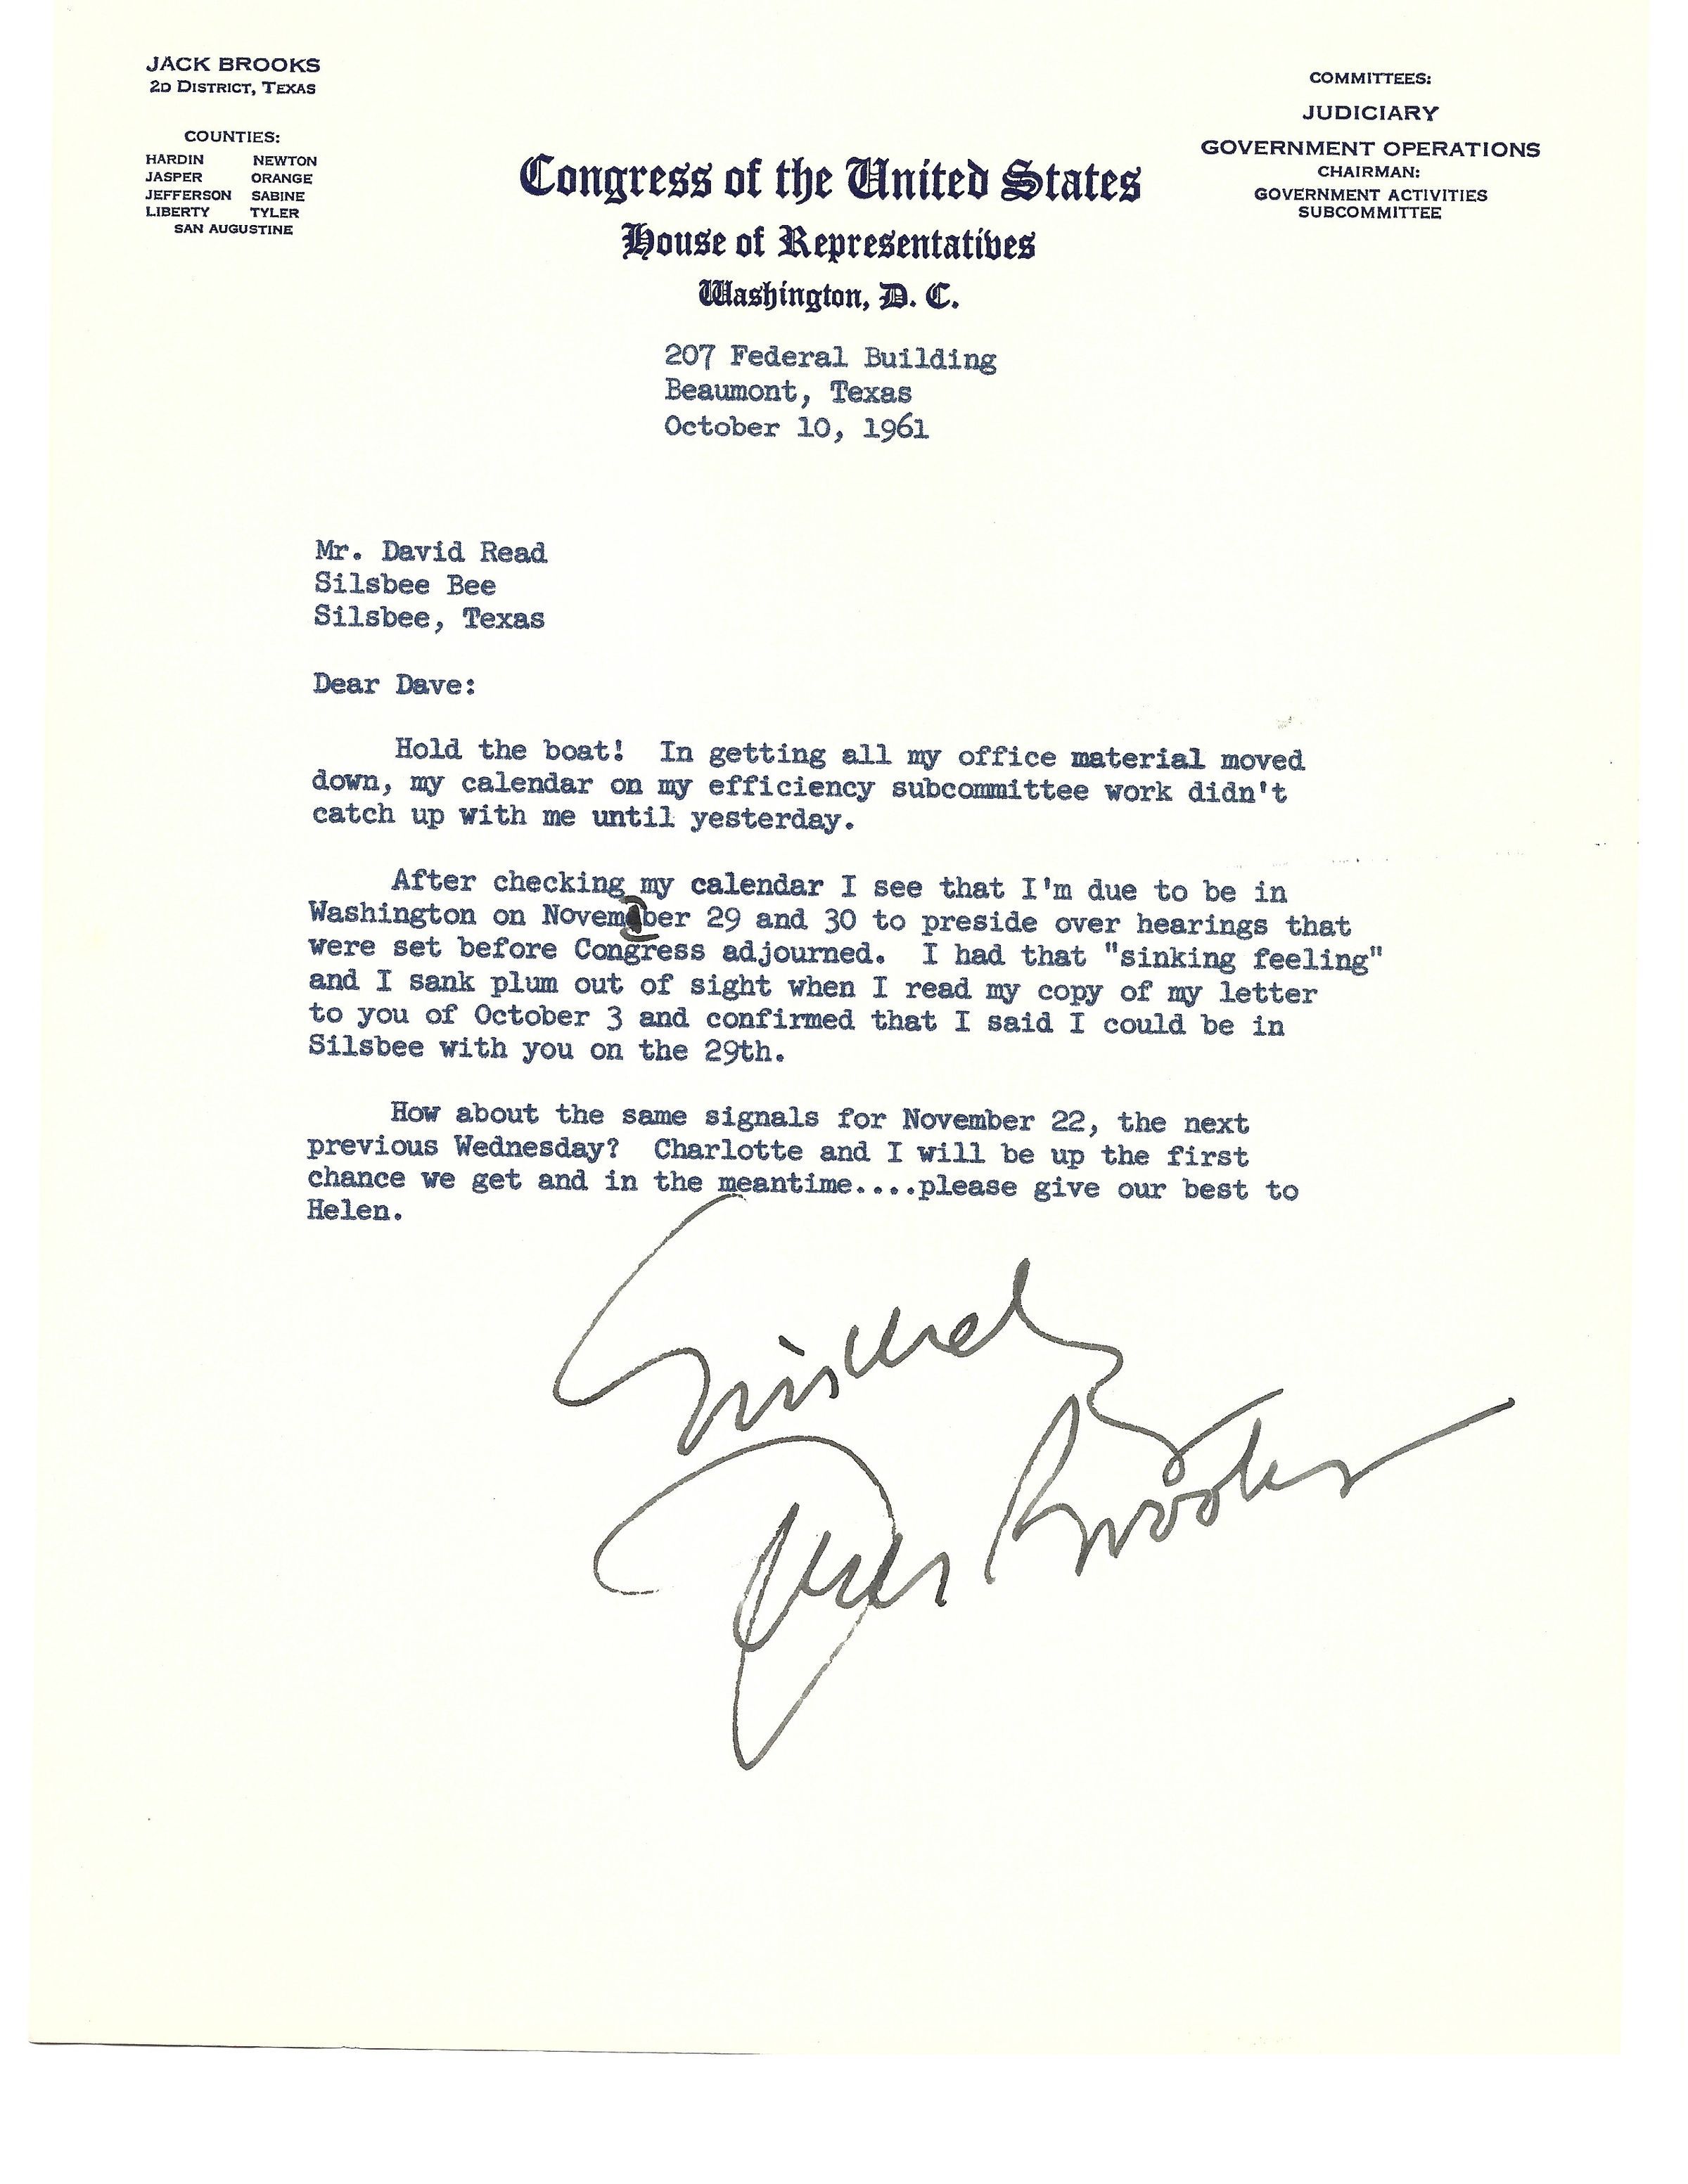 JACK BROOKS
2D DISTRICT, TEXAS
COUNTIES:
HARDIN NEWTON
JASPER ORANGE
JEFFERSON SABINE
LIBERTY TYLER
SAN AUGUSTINE
COMMITTEES:
JUDICIARY
GOVERNMENT OPERATIONS
CHAIRMAN:
GOVERNMENT ACTIVITIES
SUBCOMMITTEE
Congress of the United States
House of Representatives
Washington, D. C.
207 Federal Building
Beaumont, Texas
October 10, 1961
Mr. David Read
Silsbee Bee
Silsbee, Texas
Dear Dave:
Hold the boat! In getting all my office material moved
down, my calendar on my efficiency subcommittee work didn't
catch up with me until yesterday.
After checking my calendar I see that I'm due to be in
Washington on November 29 and 30 to preside over hearings that
were set before Congress adjourned. I had that "sinking feeling"
and I sank plum out of sight when I read my copy of my letter
to you of October 3 and confirmed that I said I could be in
Silsbee with you on the 29th.
How about the same signals for November 22, the next
previous Wednesday? Charlotte and I will be up the first
chance we get and in the meantime....please give our best to
Helen.
Sincerely
Jack Brooks